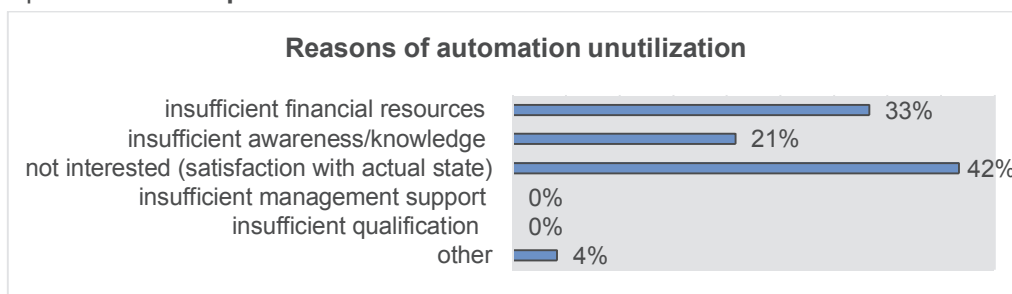 Reasons of automation unutilization
insufficient financial resources 33%
insufficient awareness/knowledge 21%
not interested (satisfaction with actual state) 42%
insufficient management support 0%
insufficient qualification 0%
other 4%